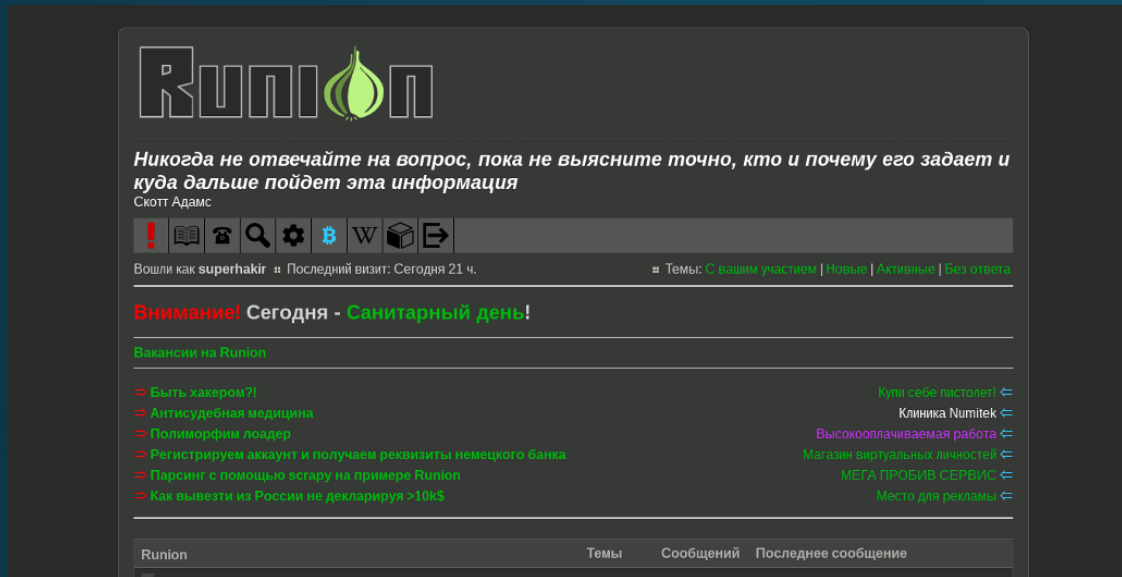 Runion
Никогда не отвечайте на вопрос, пока не выясните точно, кто и почему его задает и
куда дальше пойдет эта информация
Скотт Адамс
Вошли как superhakir :: Последний визит: Сегодня 21 ч.
:: Темы: С вашим участием | Новые | Активные | Без ответа
Внимание! Сегодня - Санитарный день!
Вакансии на Runion
⇨ Быть хакером?!
Купи себе пистолет! ⇦
⇨ Антисудебная медицина
Клиника Numitek ⇦
⇨ Полиморфим лоадер
Высокооплачиваемая работа ⇦
⇨ Регистрируем аккаунт и получаем реквизиты немецкого банка
Магазин виртуальных личностей ⇦
⇨ Парсинг с помощью scrapy на примере Runion
МЕГА ПРОБИВ СЕРВИС ⇦
⇨ Как вывезти из России не декларируя >10k$
Место для рекламы ⇦
Runion Темы Сообщений Последнее сообщение